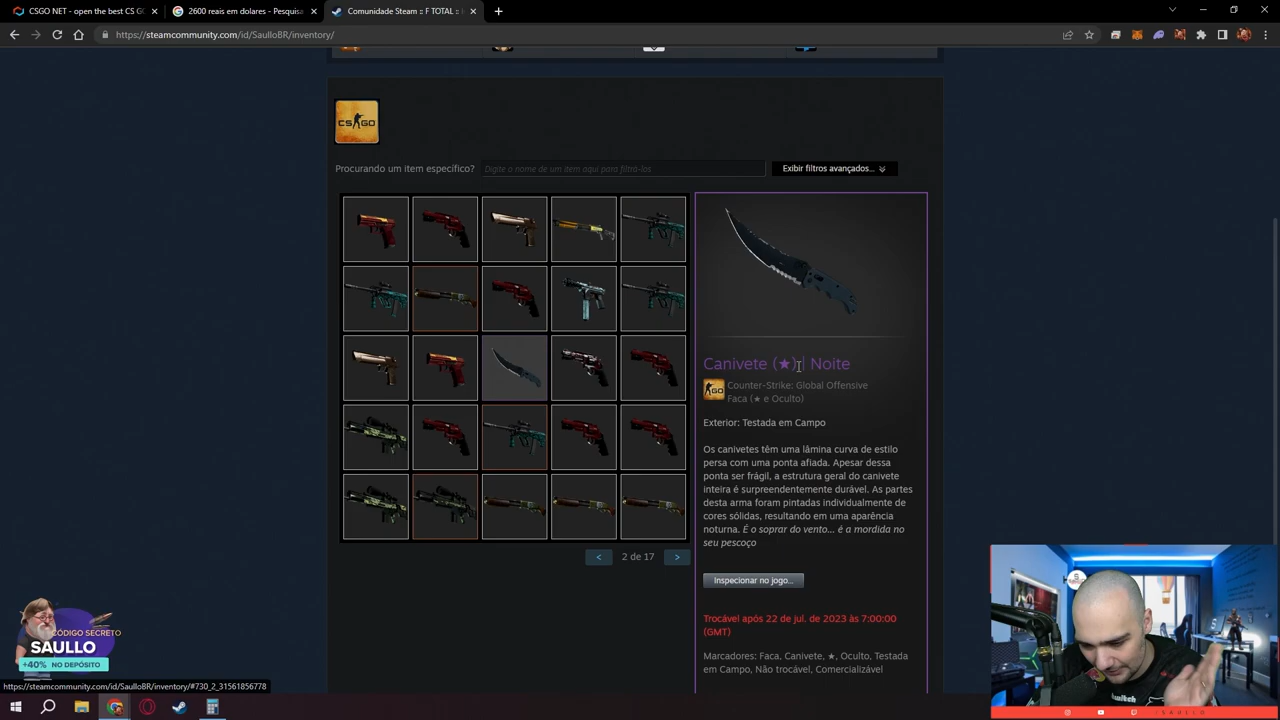 CSGO NET - open the best CS GO
2600 reais em dolares - Pesquisa
Comunidade Steam :: F TOTAL ::
https://steamcommunity.com/id/SaulloBR/inventory/
CS GO
Procurando um item específico?
Digite o nome de um item aqui para filtrá-los
Exibir filtros avançados...
Canivete (★) | Noite
GO
Counter-Strike: Global Offensive
Faca (★ e Oculto)
Exterior: Testada em Campo
Os canivetes têm uma lâmina curva de estilo
persa com uma ponta afiada. Apesar dessa
ponta ser frágil, a estrutura geral do canivete
inteira é surpreendentemente durável. As partes
desta arma foram pintadas individualmente de
cores sólidas, resultando em uma aparência
noturna. É o soprar do vento... é a mordida no
seu pescoço
< 2 de 17 >
Inspecionar no jogo...
Trocável após 22 de jul. de 2023 às 7:00:00
(GMT)
Marcadores: Faca, Canivete, ★, Oculto, Testada
em Campo, Não trocável, Comercializável
CÓDIGO SECRETO
SAULLO
+40% NO DEPÓSITO
https://steamcommunity.com/id/SaulloBR/inventory/#730_2_31561856778